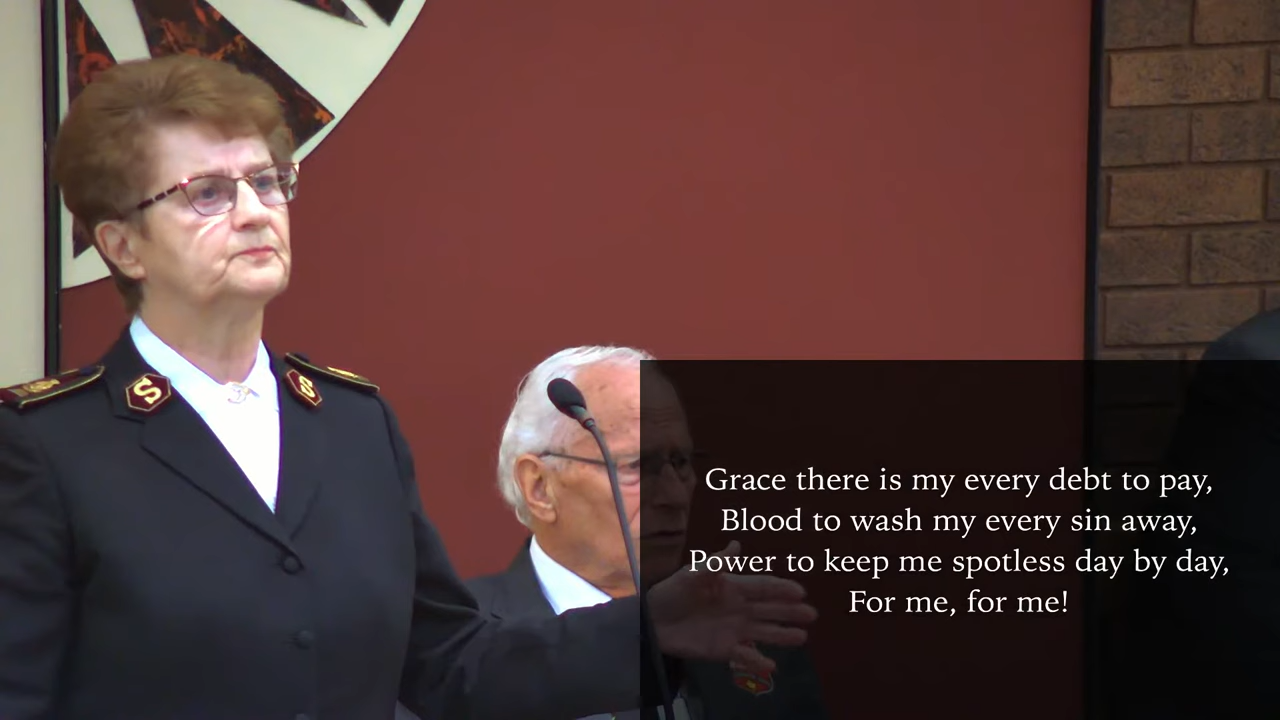 S
S
Grace there is my every debt to pay,
Blood to wash my every sin away,
Power to keep me spotless day by day,
For me, for me!